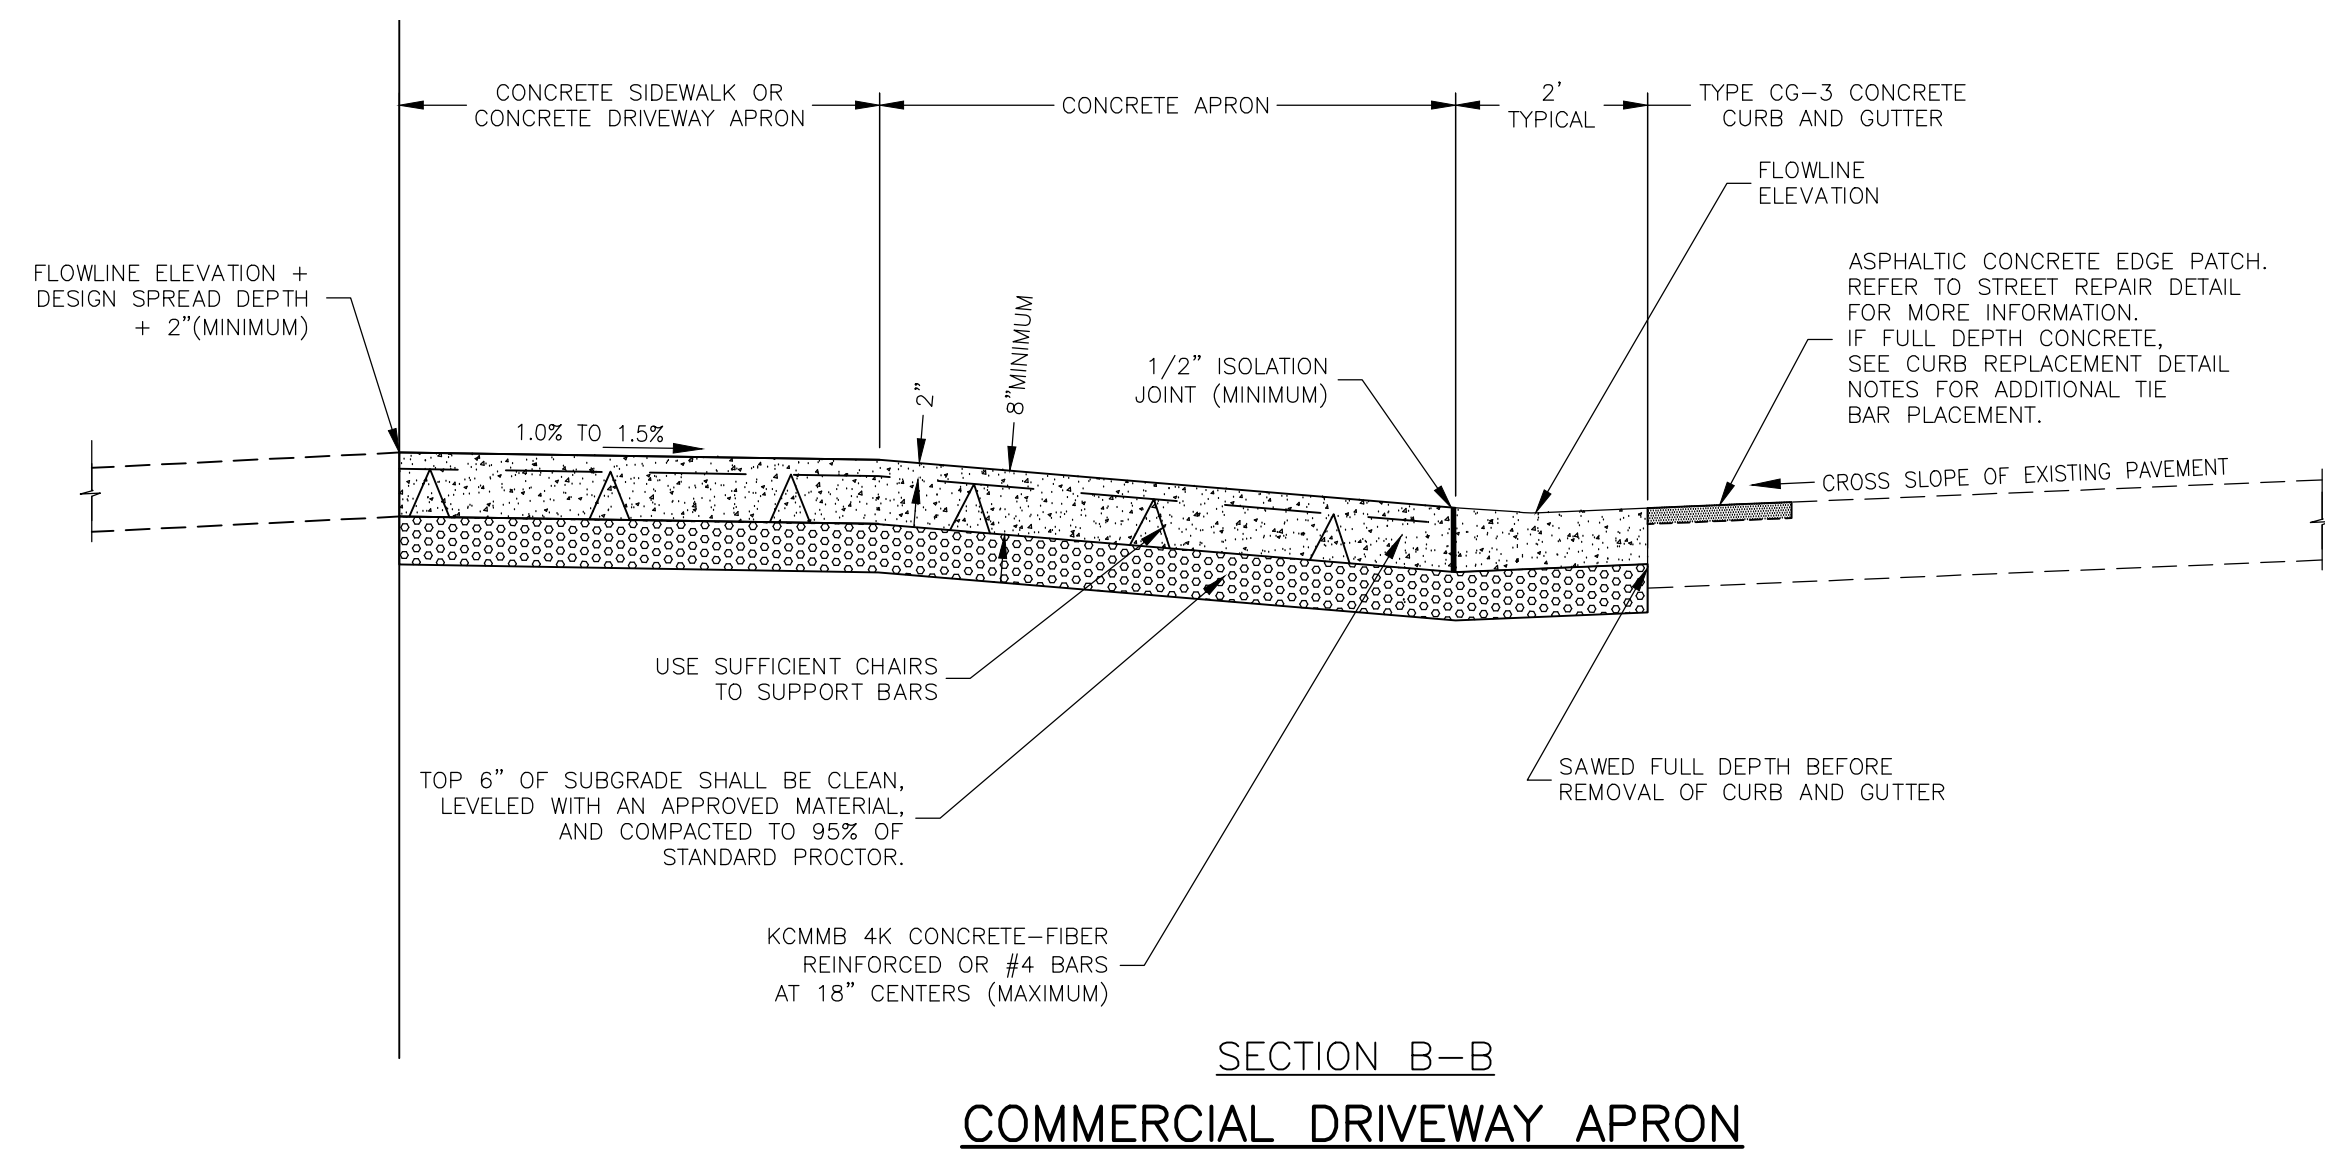 CONCRETE SIDEWALK OR
CONCRETE DRIVEWAY APRON
CONCRETE APRON
2'
TYPICAL
TYPE CG-3 CONCRETE
CURB AND GUTTER
FLOWLINE
ELEVATION
FLOWLINE ELEVATION +
DESIGN SPREAD DEPTH
+ 2"(MINIMUM)
ASPHALTIC CONCRETE EDGE PATCH.
REFER TO STREET REPAIR DETAIL
FOR MORE INFORMATION.
IF FULL DEPTH CONCRETE,
SEE CURB REPLACEMENT DETAIL
NOTES FOR ADDITIONAL TIE
BAR PLACEMENT.
2"
8"MINIMUM
1/2" ISOLATION
JOINT (MINIMUM)
1.0% TO 1.5%
CROSS SLOPE OF EXISTING PAVEMENT
USE SUFFICIENT CHAIRS
TO SUPPORT BARS
TOP 6" OF SUBGRADE SHALL BE CLEAN,
LEVELED WITH AN APPROVED MATERIAL,
AND COMPACTED TO 95% OF
STANDARD PROCTOR.
SAWED FULL DEPTH BEFORE
REMOVAL OF CURB AND GUTTER
KCMMB 4K CONCRETE-FIBER
REINFORCED OR #4 BARS
AT 18" CENTERS (MAXIMUM)
SECTION B-B
COMMERCIAL DRIVEWAY APRON